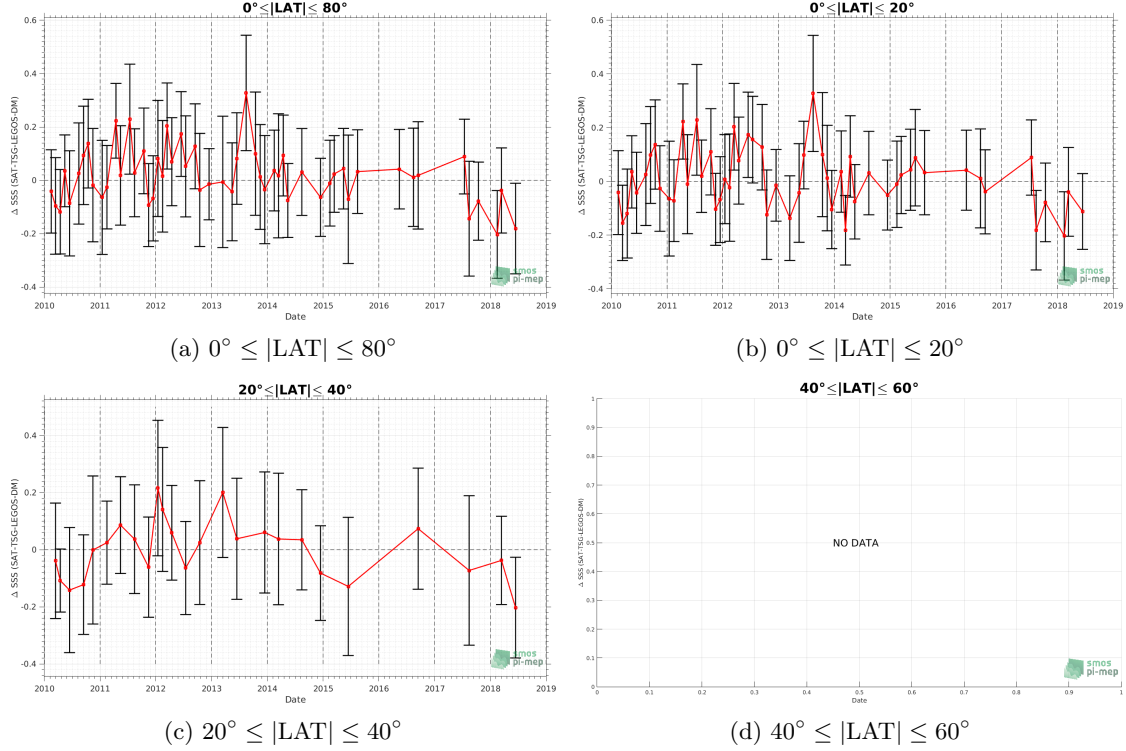 0°≤|LAT|≤ 80°
Δ SSS (SAT-TSG-LEGOS-DM)
0.6
0.4
0.2
0
-0.2
-0.4
2010 2011 2012 2013 2014 2015 2016 2017 2018 2019
Date
smos
pi-mep
(a) 0° ≤ |LAT| ≤ 80°
0°≤|LAT|≤ 20°
Δ SSS (SAT-TSG-LEGOS-DM)
0.6
0.4
0.2
0
-0.2
-0.4
2010 2011 2012 2013 2014 2015 2016 2017 2018 2019
Date
smos
pi-mep
(b) 0° ≤ |LAT| ≤ 20°
20°≤|LAT|≤ 40°
Δ SSS (SAT-TSG-LEGOS-DM)
0.4
0.2
0
-0.2
-0.4
2010 2011 2012 2013 2014 2015 2016 2017 2018 2019
Date
smos
pi-mep
(c) 20° ≤ |LAT| ≤ 40°
40°≤|LAT|≤ 60°
Δ SSS (SAT-TSG-LEGOS-DM)
1
0.9
0.8
0.7
0.6
0.5
0.4
0.3
0.2
0.1
0
NO DATA
0 0.1 0.2 0.3 0.4 0.5 0.6 0.7 0.8 0.9 1
Date
smos
pi-mep
(d) 40° ≤ |LAT| ≤ 60°